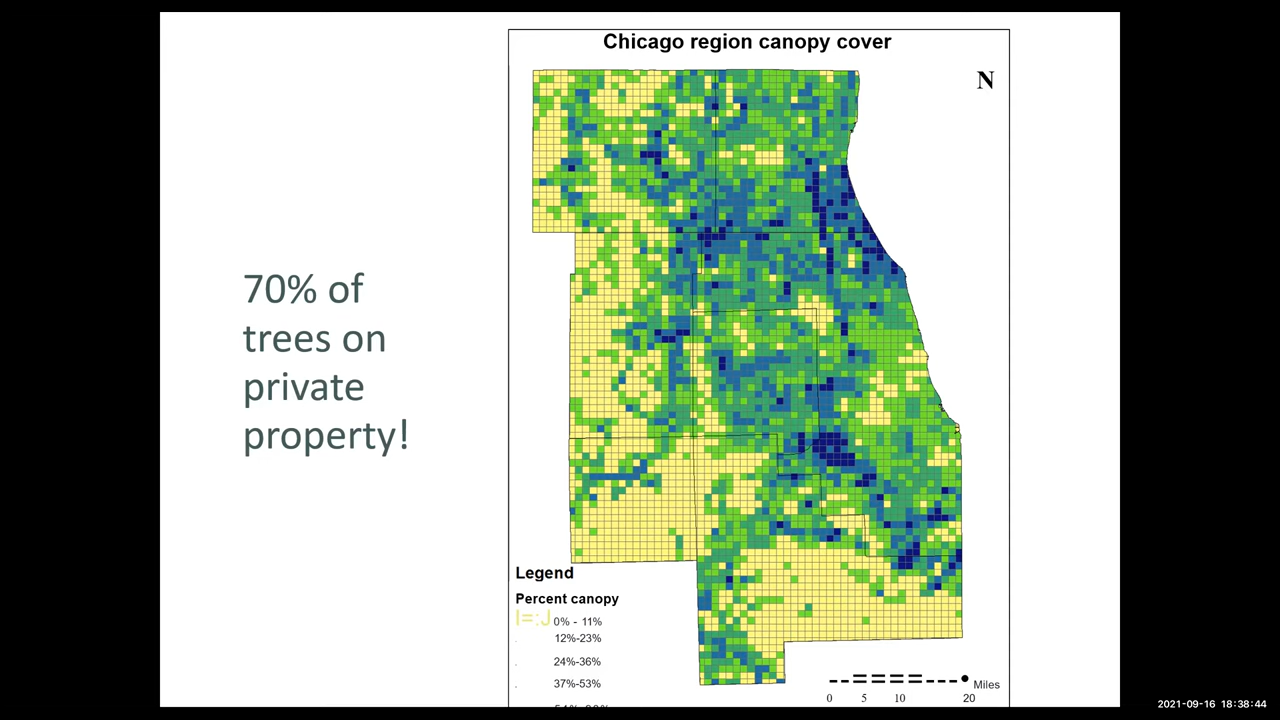 Chicago region canopy cover
N
70% of
trees on
private
property!
Legend
Percent canopy
0% - 11%
12%-23%
24%-36%
37%-53%
Miles
0 5 10 20
2021-09-16 18:38:44